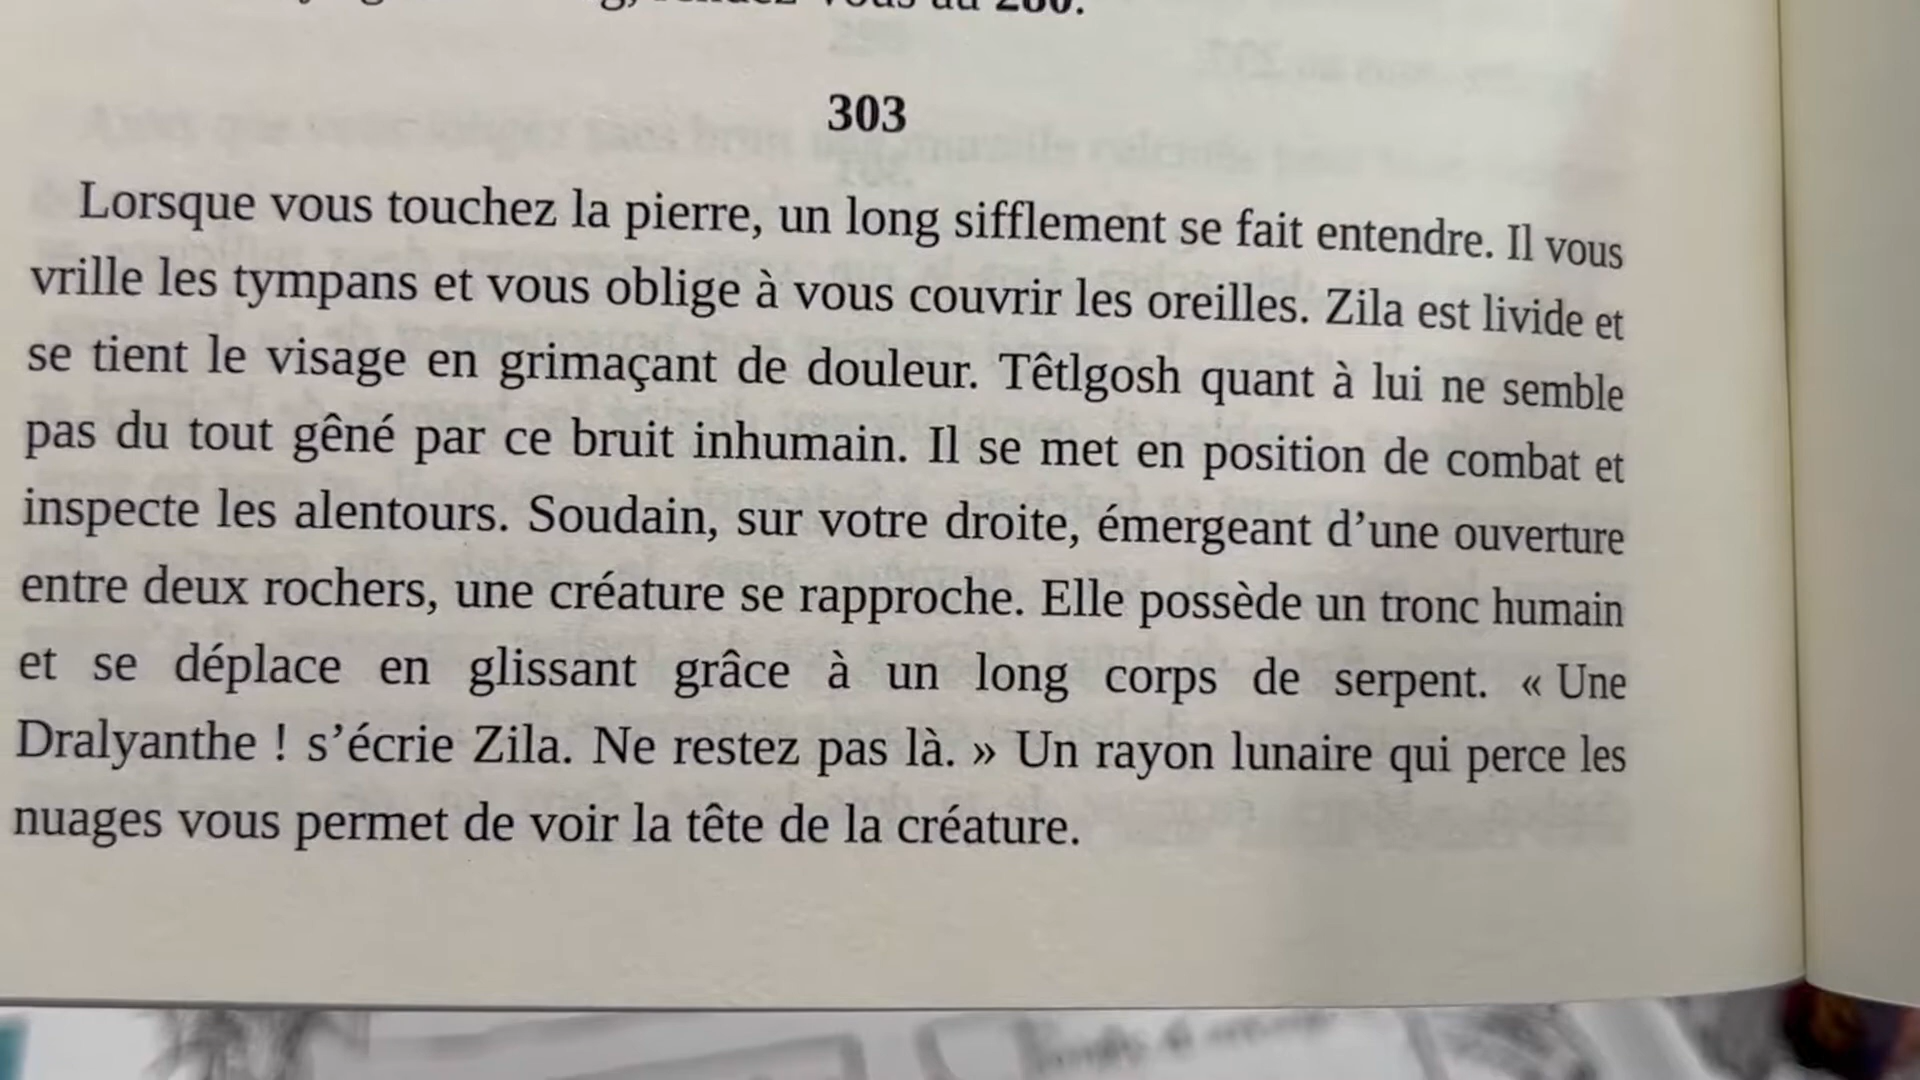 vous au 280.
303
Lorsque vous touchez la pierre, un long sifflement se fait entendre. Il vous
vrille les tympans et vous oblige à vous couvrir les oreilles. Zila est livide et
se tient le visage en grimaçant de douleur. Têtlgosh quant à lui ne semble
pas du tout gêné par ce bruit inhumain. Il se met en position de combat et
inspecte les alentours. Soudain, sur votre droite, émergeant d’une ouverture
entre deux rochers, une créature se rapproche. Elle possède un tronc humain
et se déplace en glissant grâce à un long corps de serpent. « Une
Dralyanthe ! s’écrie Zila. Ne restez pas là. » Un rayon lunaire qui perce les
nuages vous permet de voir la tête de la créature.